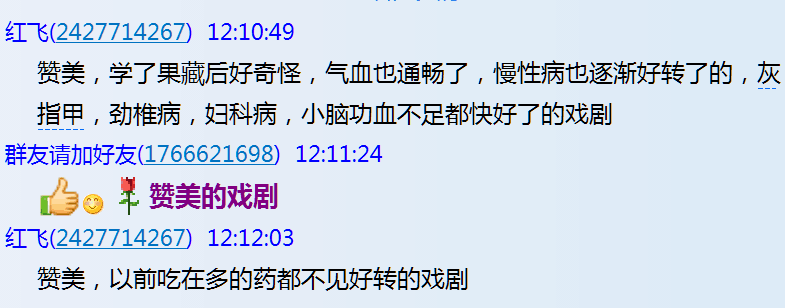 红飞(2427714267) 12:10:49
赞美，学了果藏后好奇怪，气血也通畅了，慢性病也逐渐好转了的，灰
指甲，劲椎病，妇科病，小脑功血不足都快好了的戏剧
群友请加好友(1766621698) 12:11:24
赞美的戏剧
红飞(2427714267) 12:12:03
赞美，以前吃在多的药都不见好转的戏剧